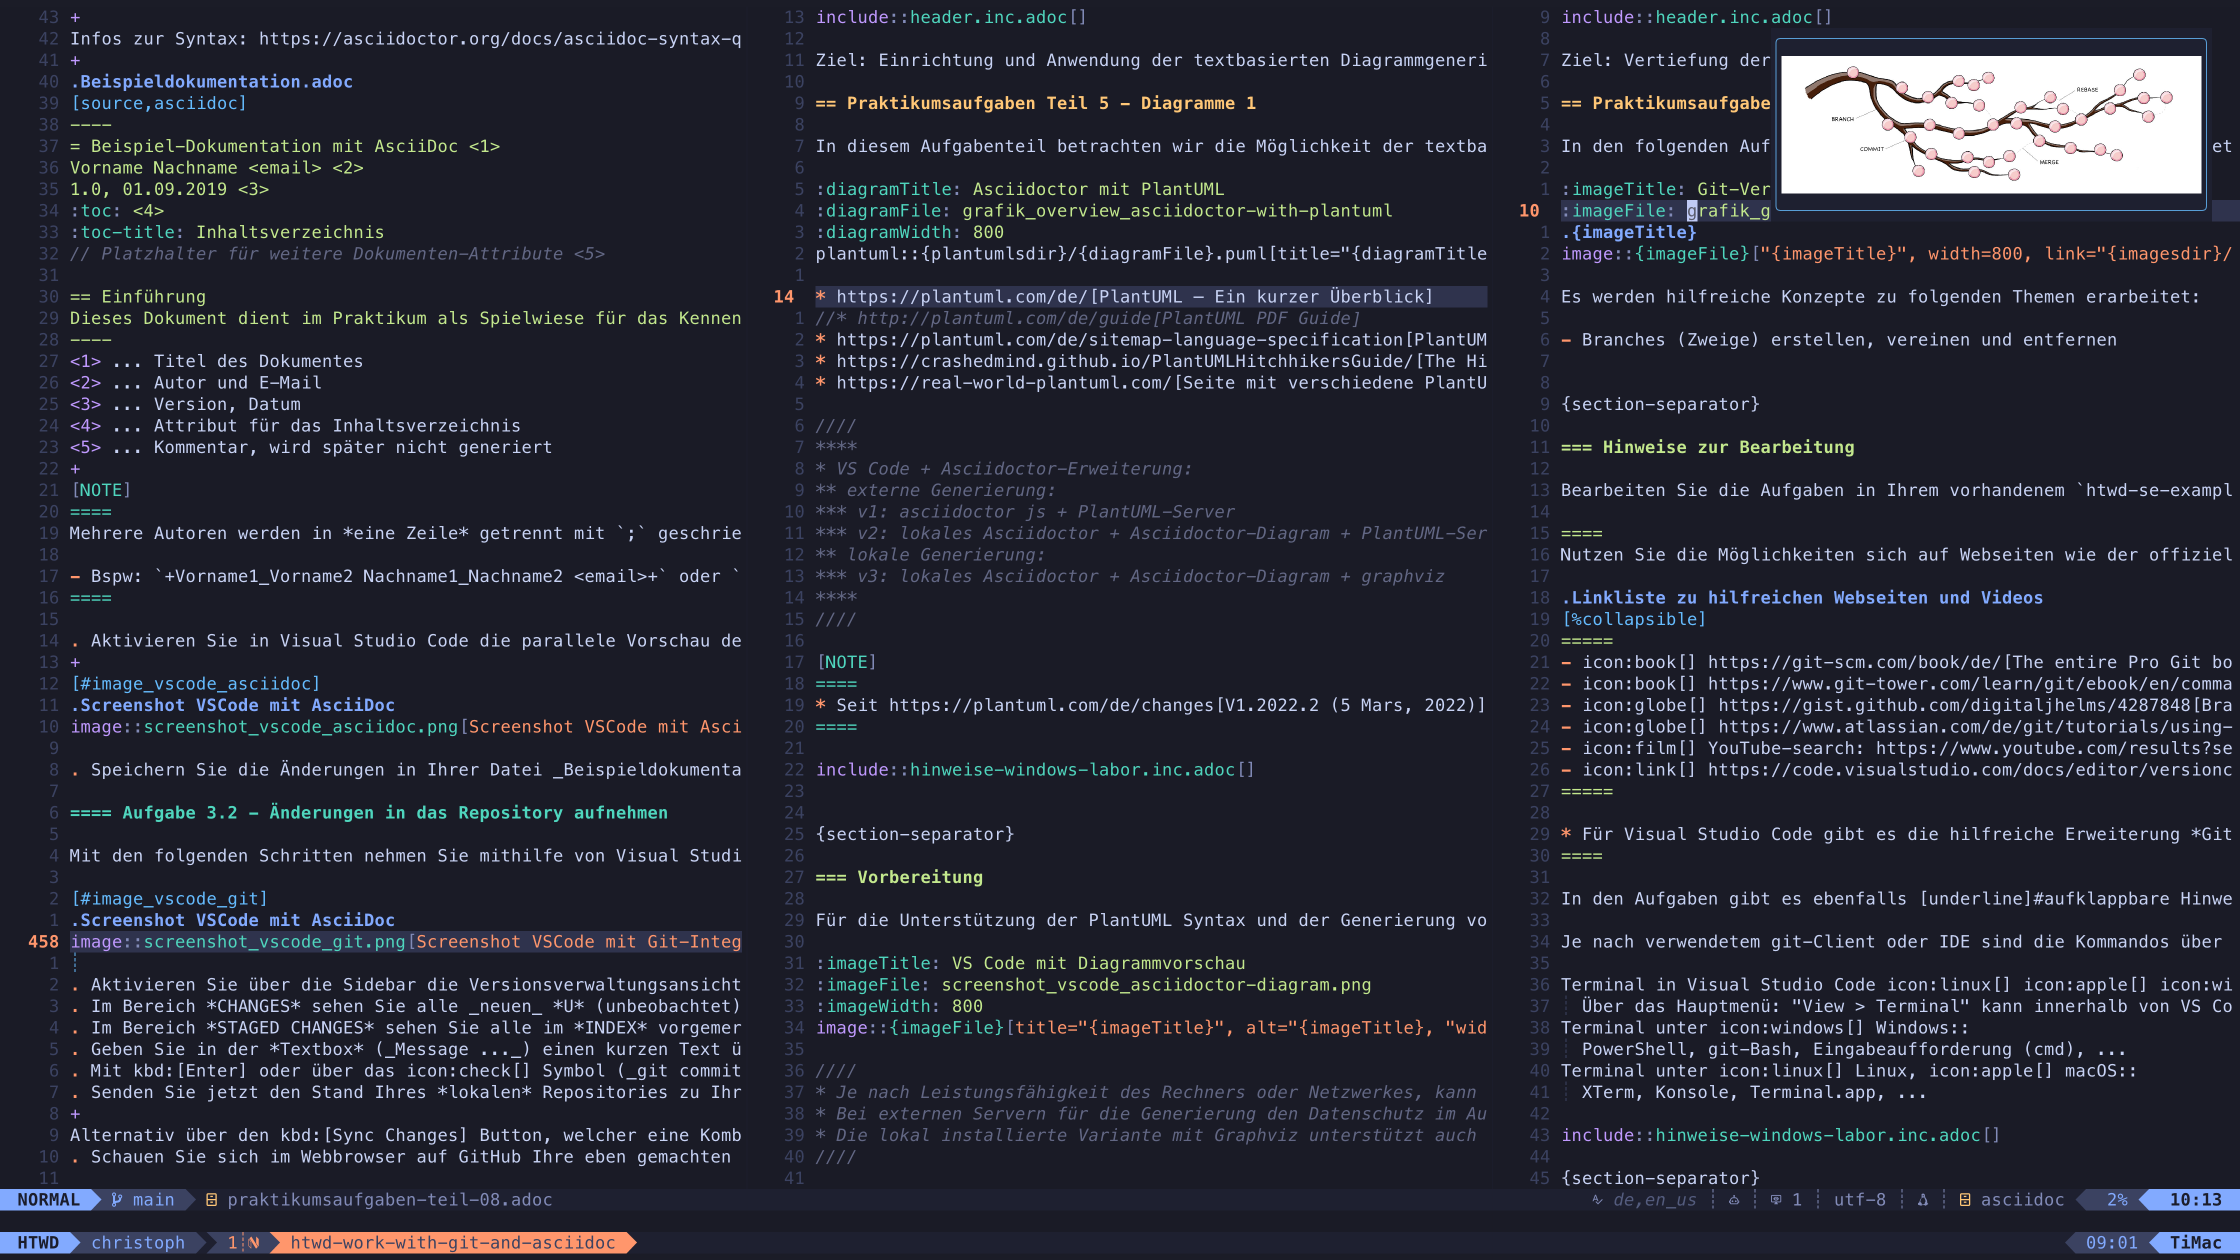 43 +
42 Infos zur Syntax: https://asciidoctor.org/docs/asciidoc-syntax-q
41 +
40 .Beispieldokumentation.adoc
39 [source,asciidoc]
38 ----
37 = Beispiel-Dokumentation mit AsciiDoc <1>
36 Vorname Nachname <email> <2>
35 1.0, 01.09.2019 <3>
34 :toc: <4>
33 :toc-title: Inhaltsverzeichnis
32 // Platzhalter für weitere Dokumenten-Attribute <5>
31
30 == Einführung
29 Dieses Dokument dient im Praktikum als Spielwiese für das Kennen
28 ----
27 <1> ... Titel des Dokumentes
26 <2> ... Autor und E-Mail
25 <3> ... Version, Datum
24 <4> ... Attribut für das Inhaltsverzeichnis
23 <5> ... Kommentar, wird später nicht generiert
22 +
21 [NOTE]
20 ====
19 Mehrere Autoren werden in *eine Zeile* getrennt mit `;` geschrie
18
17 - Bspw: `+Vorname1_Vorname2 Nachname1_Nachname2 <email>+` oder `
16 ====
15
14 . Aktivieren Sie in Visual Studio Code die parallele Vorschau de
13 +
12 [#image_vscode_asciidoc]
11 .Screenshot VSCode mit AsciiDoc
10 image::screenshot_vscode_asciidoc.png[Screenshot VSCode mit Asci
9
8 . Speichern Sie die Änderungen in Ihrer Datei _Beispieldokumenta
7
6 ==== Aufgabe 3.2 - Änderungen in das Repository aufnehmen
5
4 Mit den folgenden Schritten nehmen Sie mithilfe von Visual Studi
3
2 [#image_vscode_git]
1 .Screenshot VSCode mit AsciiDoc
458 image::screenshot_vscode_git.png[Screenshot VSCode mit Git-Integ
1
2 . Aktivieren Sie über die Sidebar die Versionsverwaltungsansicht
3 . Im Bereich *CHANGES* sehen Sie alle _neuen_ *U* (unbeobachtet)
4 . Im Bereich *STAGED CHANGES* sehen Sie alle im *INDEX* vorgemer
5 . Geben Sie in der *Textbox* (_Message ..._) einen kurzen Text ü
6 . Mit kbd:[Enter] oder über das icon:check[] Symbol (_git commit
7 . Senden Sie jetzt den Stand Ihres *lokalen* Repositories zu Ihr
8 +
9 Alternativ über den kbd:[Sync Changes] Button, welcher eine Komb
10 . Schauen Sie sich im Webbrowser auf GitHub Ihre eben gemachten
11
13 include::header.inc.adoc[]
12
11 Ziel: Einrichtung und Anwendung der textbasierten Diagrammgeneri
10
9 == Praktikumsaufgaben Teil 5 - Diagramme 1
8
7 In diesem Aufgabenteil betrachten wir die Möglichkeit der textba
6
5 :diagramTitle: Asciidoctor mit PlantUML
4 :diagramFile: grafik_overview_asciidoctor-with-plantuml
3 :diagramWidth: 800
2 plantuml::{plantumlsdir}/{diagramFile}.puml[title="{diagramTitle
1
14 * https://plantuml.com/de/[PlantUML – Ein kurzer Überblick]
1 //* http://plantuml.com/de/guide[PlantUML PDF Guide]
2 * https://plantuml.com/de/sitemap-language-specification[PlantUM
3 * https://crashedmind.github.io/PlantUMLHitchhikersGuide/[The Hi
4 * https://real-world-plantuml.com/[Seite mit verschiedene PlantU
5
6 ////
7 ****
8 * VS Code + Asciidoctor-Erweiterung:
9 ** externe Generierung:
10 *** v1: asciidoctor js + PlantUML-Server
11 *** v2: lokales Asciidoctor + Asciidoctor-Diagram + PlantUML-Ser
12 ** lokale Generierung:
13 *** v3: lokales Asciidoctor + Asciidoctor-Diagram + graphviz
14 ****
15 ////
16
17 [NOTE]
18 ====
19 * Seit https://plantuml.com/de/changes[V1.2022.2 (5 Mars, 2022)]
20 ====
21
22 include::hinweise-windows-labor.inc.adoc[]
23
24
25 {section-separator}
26
27 === Vorbereitung
28
29 Für die Unterstützung der PlantUML Syntax und der Generierung vo
30
31 :imageTitle: VS Code mit Diagrammvorschau
32 :imageFile: screenshot_vscode_asciidoctor-diagram.png
33 :imageWidth: 800
34 image::{imageFile}[title="{imageTitle}", alt="{imageTitle}, "wid
35
36 ////
37 * Je nach Leistungsfähigkeit des Rechners oder Netzwerkes, kann
38 * Bei externen Servern für die Generierung den Datenschutz im Au
39 * Die lokal installierte Variante mit Graphviz unterstützt auch
40 ////
41
9 include::header.inc.adoc[]
8
7 Ziel: Vertiefung der
6
5 == Praktikumsaufgabe
4
3 In den folgenden Auf et
2
1 :imageTitle: Git-Ver
10 :imageFile: grafik_g
1 .{imageTitle}
2 image::{imageFile}["{imageTitle}", width=800, link="{imagesdir}/
3
4 Es werden hilfreiche Konzepte zu folgenden Themen erarbeitet:
5
6 - Branches (Zweige) erstellen, vereinen und entfernen
7
8
9 {section-separator}
10
11 === Hinweise zur Bearbeitung
12
13 Bearbeiten Sie die Aufgaben in Ihrem vorhandenem `htwd-se-exampl
14
15 ====
16 Nutzen Sie die Möglichkeiten sich auf Webseiten wie der offiziel
17
18 .Linkliste zu hilfreichen Webseiten und Videos
19 [%collapsible]
20 =====
21 - icon:book[] https://git-scm.com/book/de/[The entire Pro Git bo
22 - icon:book[] https://www.git-tower.com/learn/git/ebook/en/comma
23 - icon:globe[] https://gist.github.com/digitaljhelms/4287848[Bra
24 - icon:globe[] https://www.atlassian.com/de/git/tutorials/using-
25 - icon:film[] YouTube-search: https://www.youtube.com/results?se
26 - icon:link[] https://code.visualstudio.com/docs/editor/versionc
27 =====
28
29 * Für Visual Studio Code gibt es die hilfreiche Erweiterung *Git
30 ====
31
32 In den Aufgaben gibt es ebenfalls [underline]#aufklappbare Hinwe
33
34 Je nach verwendetem git-Client oder IDE sind die Kommandos über
35
36 Terminal in Visual Studio Code icon:linux[] icon:apple[] icon:wi
37 Über das Hauptmenü: "View > Terminal" kann innerhalb von VS Co
38 Terminal unter icon:windows[] Windows::
39 PowerShell, git-Bash, Eingabeaufforderung (cmd), ...
40 Terminal unter icon:linux[] Linux, icon:apple[] macOS::
41 XTerm, Konsole, Terminal.app, ...
42
43 include::hinweise-windows-labor.inc.adoc[]
44
45 {section-separator}
REBASE
BRANCH
COMMIT
MERGE
NORMAL main praktikumsaufgaben-teil-08.adoc de,en_us 1 utf-8 asciidoc 2% 10:13
HTWD christoph 1 htwd-work-with-git-and-asciidoc 09:01 TiMac